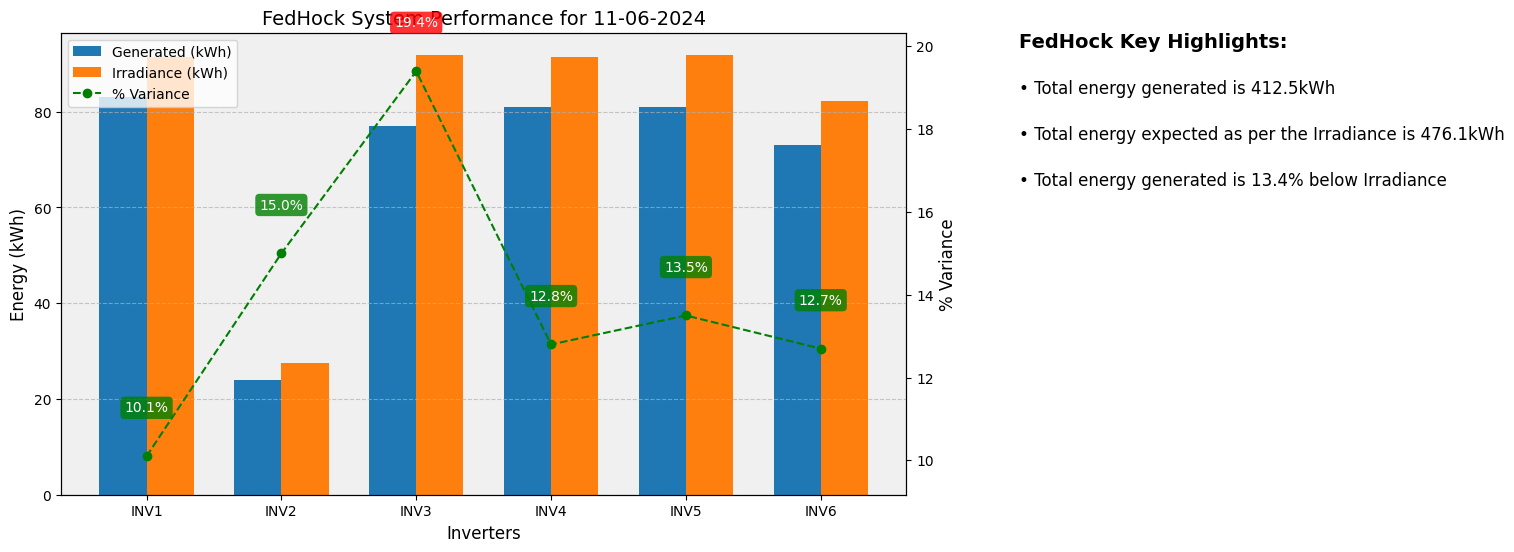 FedHock System Performance for 11-06-2024
19.4%
Generated (kWh)
Irradiance (kWh)
% Variance
15.0%
13.5%
12.8%
12.7%
10.1%
Energy (kWh)
80
60
40
20
0
20
18
16
14
12
10
% Variance
INV1 INV2 INV3 INV4 INV5 INV6
Inverters
FedHock Key Highlights:
• Total energy generated is 412.5kWh
• Total energy expected as per the Irradiance is 476.1kWh
• Total energy generated is 13.4% below Irradiance